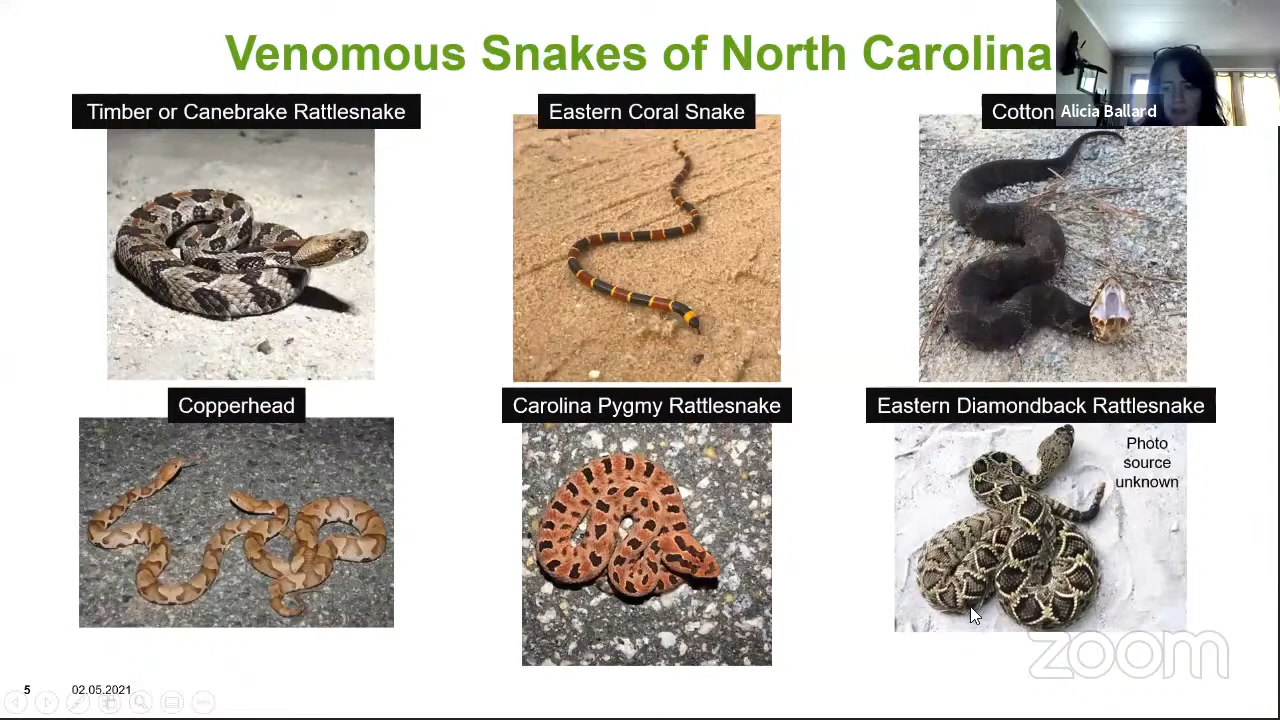 Venomous Snakes of North Carolina
Timber or Canebrake Rattlesnake
Eastern Coral Snake
Cotton
Alicia Ballard
Copperhead
Carolina Pygmy Rattlesnake
Eastern Diamondback Rattlesnake
Photo
source
unknown
zoom
5 02.05.2021